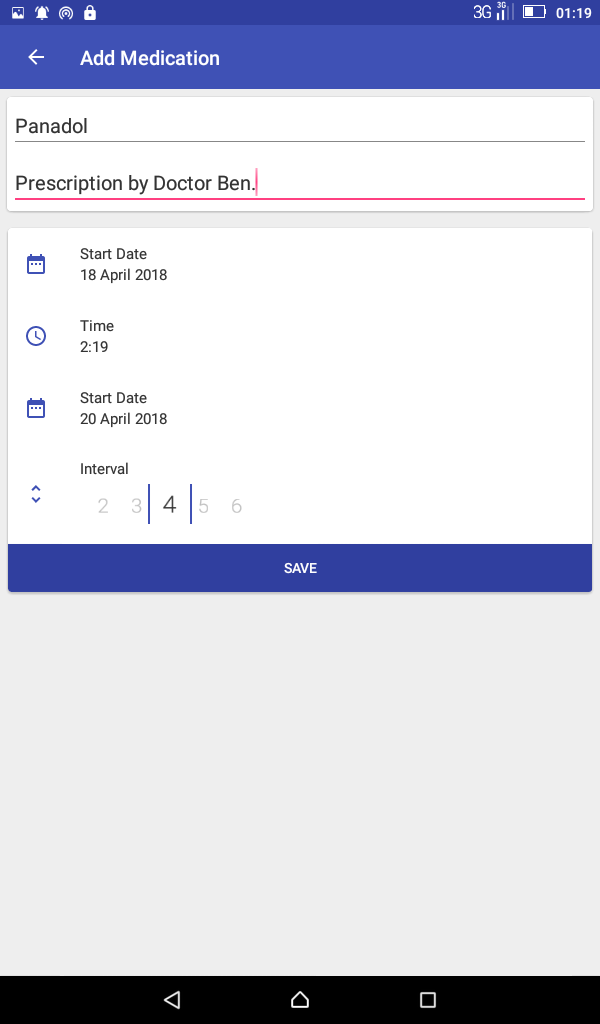 3G 3G 01:19
Add Medication
Panadol
Prescription by Doctor Ben.
Start Date
18 April 2018
Time
2:19
Start Date
20 April 2018
Interval
2 3 4 5 6
SAVE